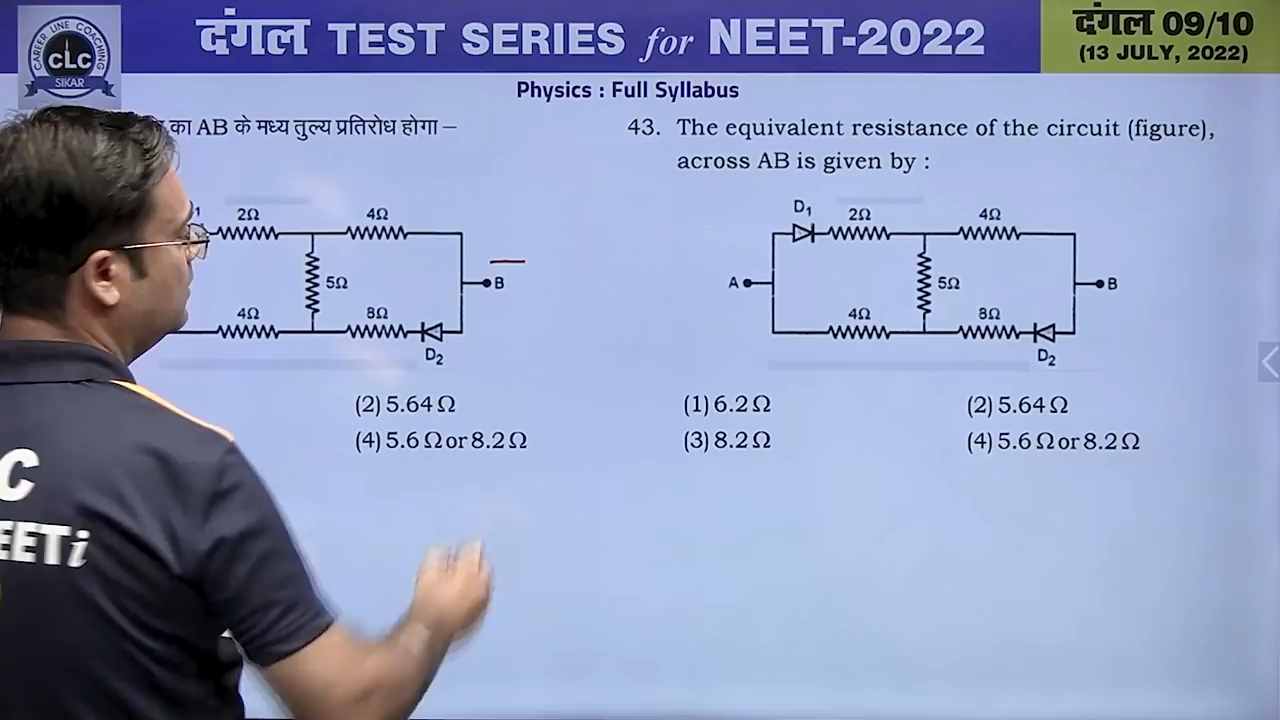 CAREER LINE COACHING
CLC
SIKAR
दंगल TEST SERIES for NEET-2022
दंगल 09/10
(13 JULY, 2022)
Physics : Full Syllabus
का AB के मध्य तुल्य प्रतिरोध होगा –
1
2Ω
4Ω
5Ω
B
4Ω
8Ω
D2
(2) 5.64 Ω
(4) 5.6 Ω or 8.2 Ω
43. The equivalent resistance of the circuit (figure),
across AB is given by :
D1
2Ω
4Ω
A
5Ω
B
4Ω
8Ω
D2
(1) 6.2 Ω
(2) 5.64 Ω
(3) 8.2 Ω
(4) 5.6 Ω or 8.2 Ω
C
EETi